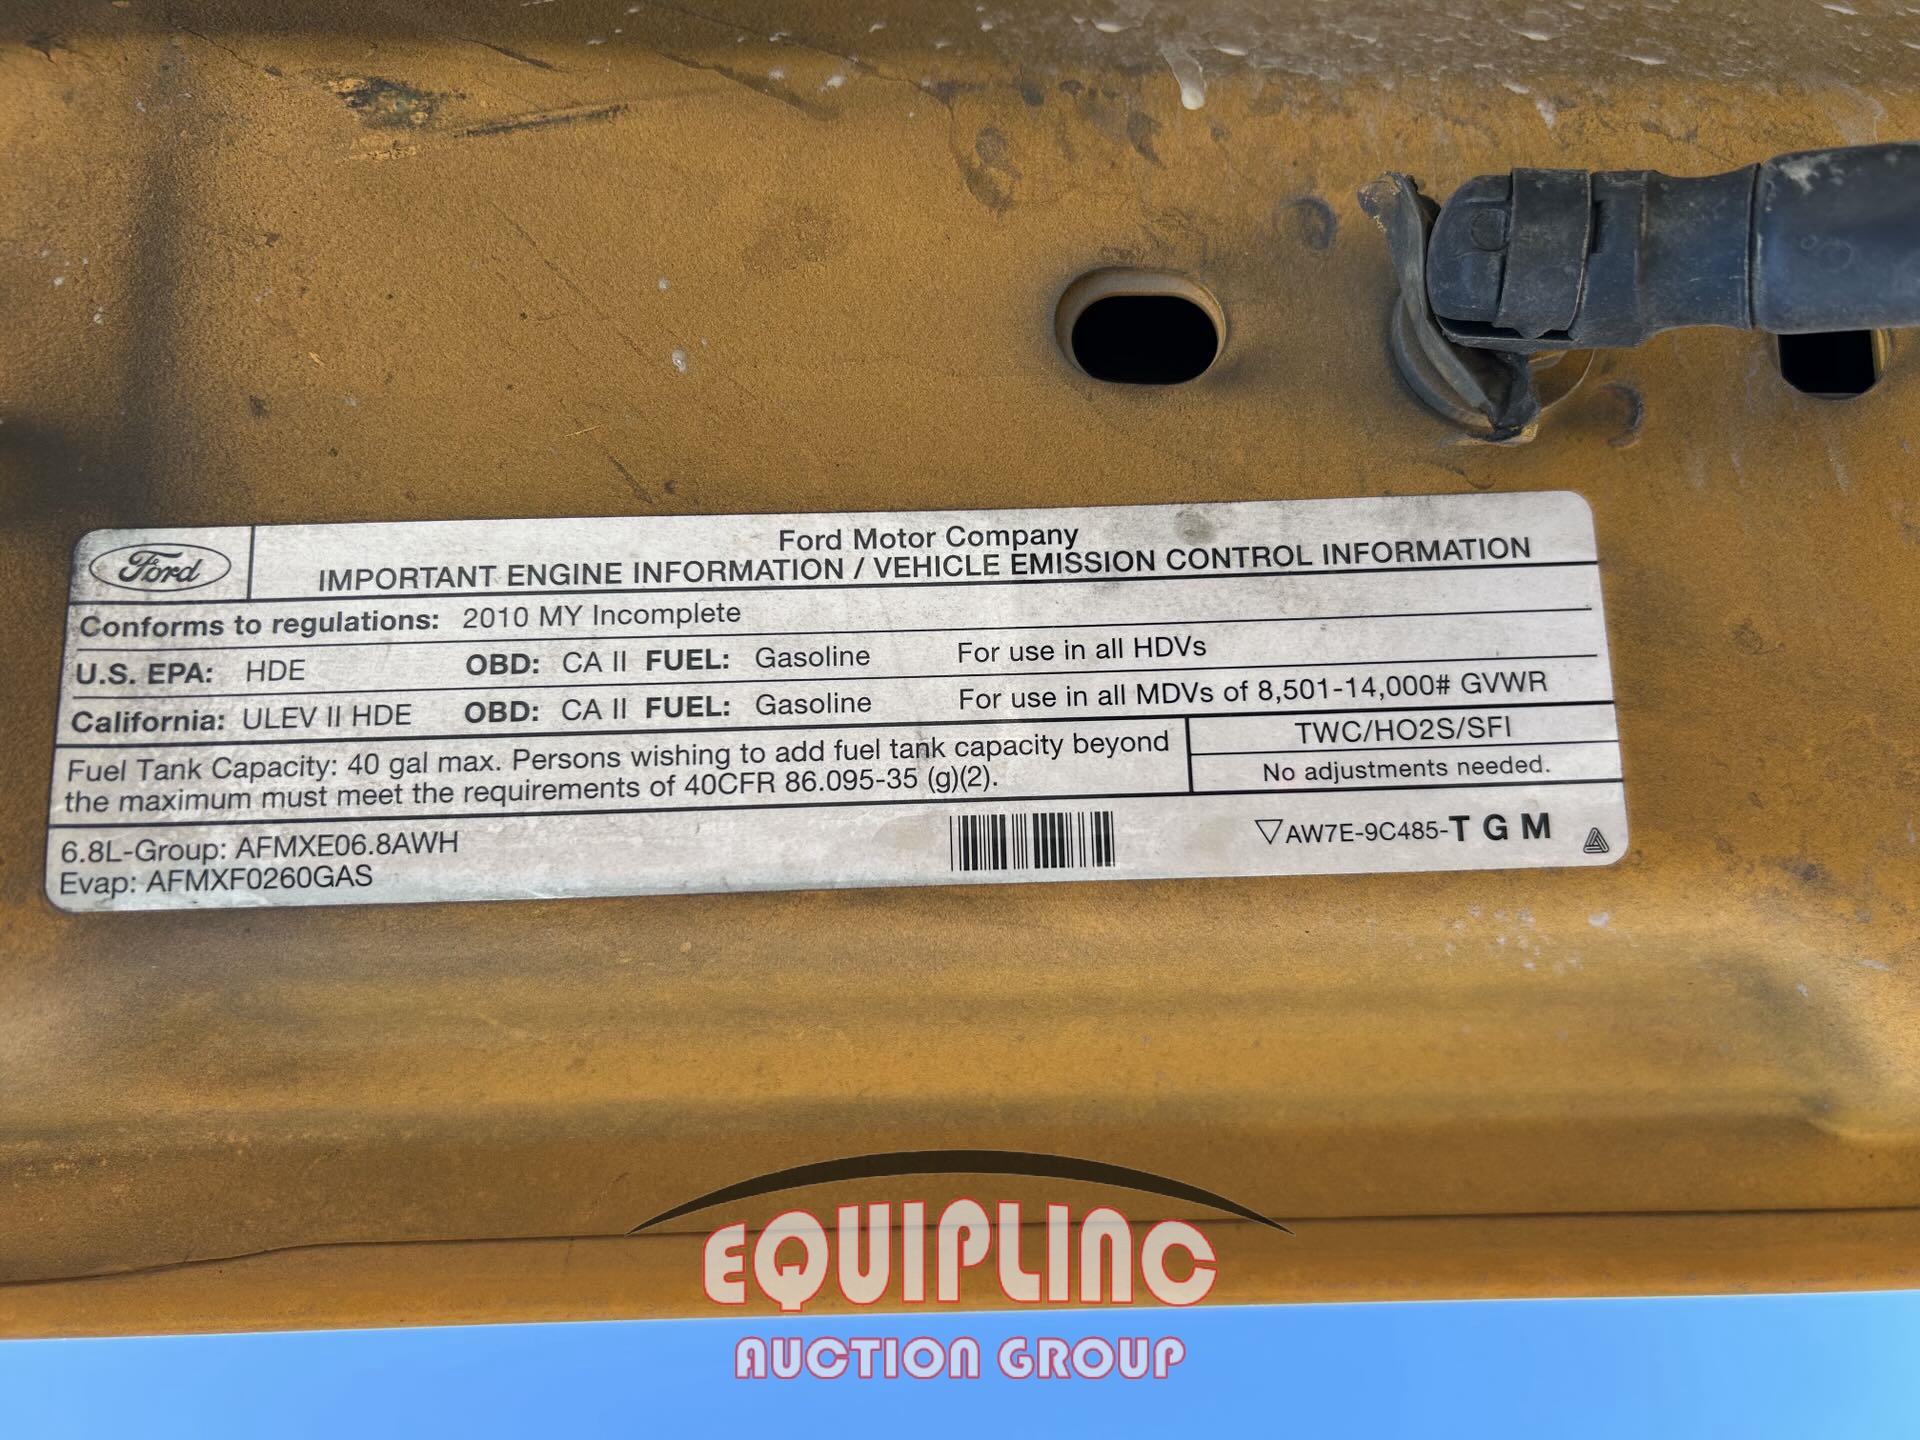 Ford
Ford Motor Company
IMPORTANT ENGINE INFORMATION / VEHICLE EMISSION CONTROL INFORMATION
Conforms to regulations: 2010 MY Incomplete
U.S. EPA: HDE OBD: CA II FUEL: Gasoline For use in all HDVs
California: ULEV II HDE OBD: CA II FUEL: Gasoline For use in all MDVs of 8,501-14,000# GVWR
Fuel Tank Capacity: 40 gal max. Persons wishing to add fuel tank capacity beyond
the maximum must meet the requirements of 40CFR 86.095-35 (g)(2).
TWC/HO2S/SFI
No adjustments needed.
6.8L-Group: AFMXE06.8AWH
Evap: AFMXF0260GAS
▽AW7E-9C485-TGM
EQUIPLINC
AUCTION GROUP